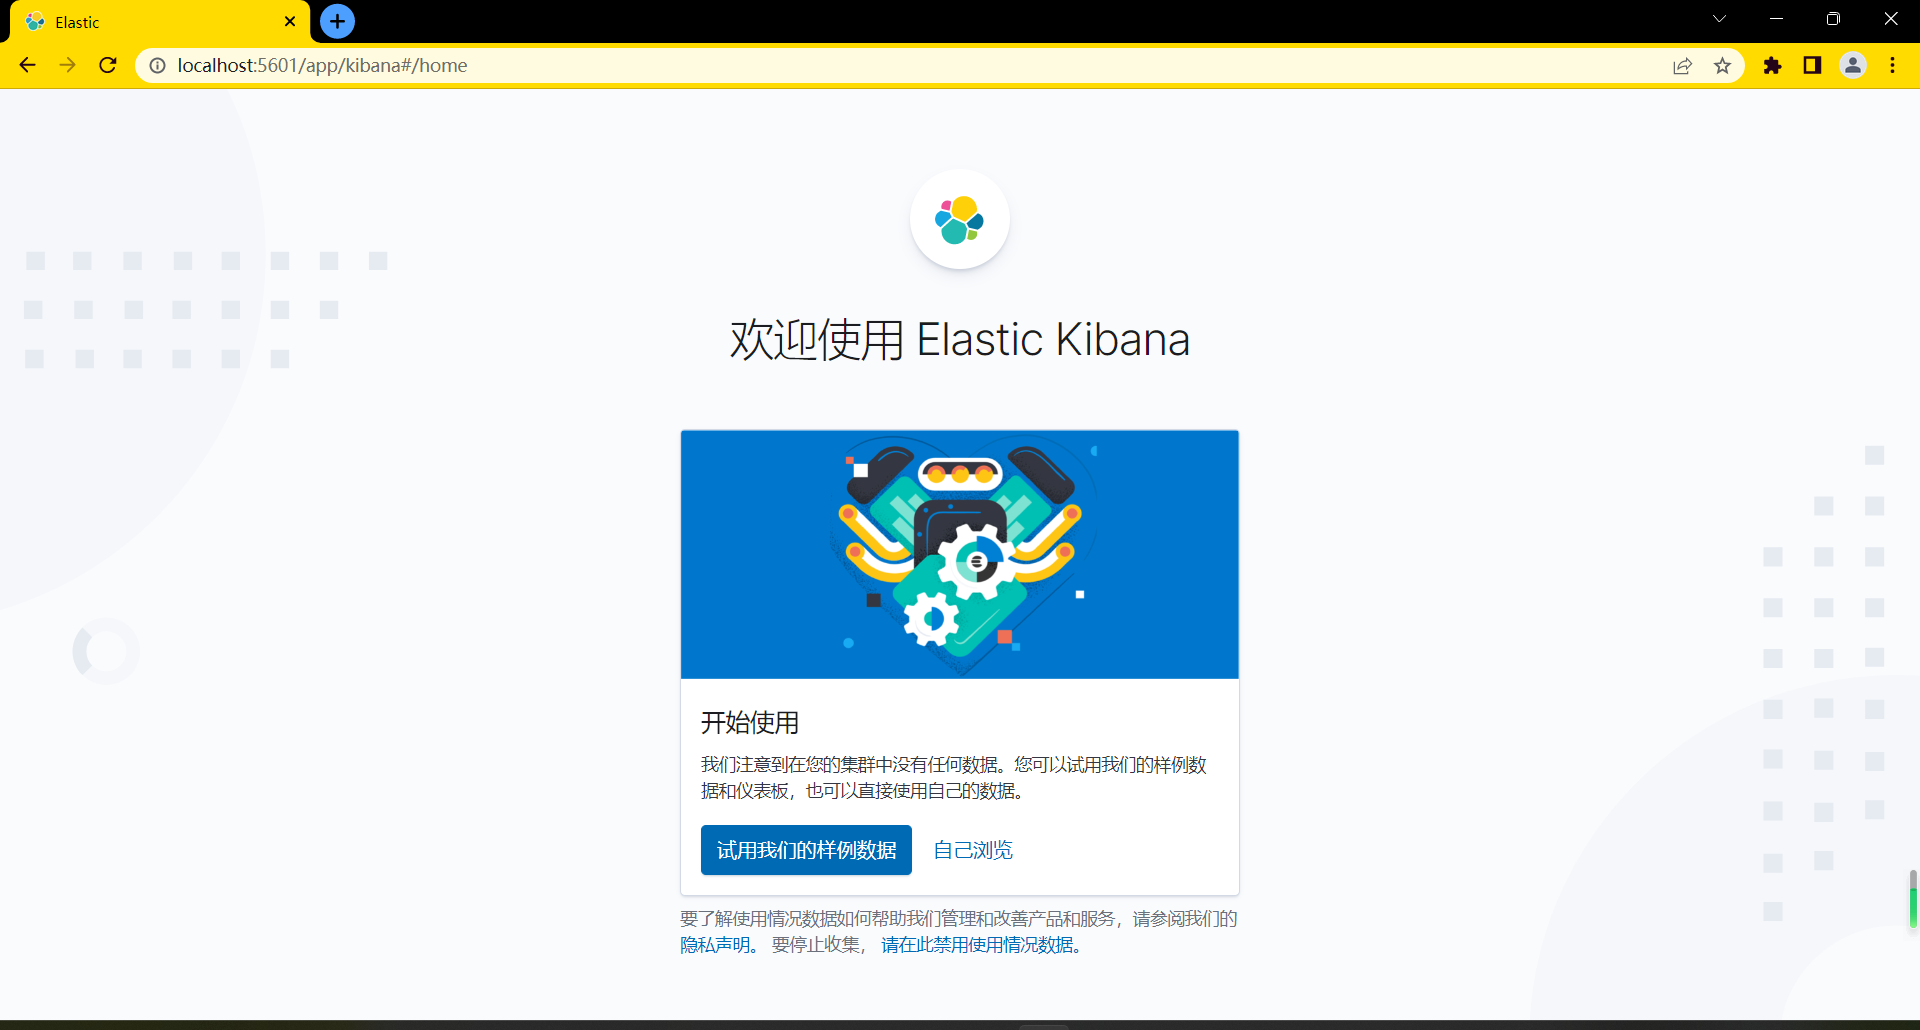 Elastic
localhost:5601/app/kibana#/home
欢迎使用 Elastic Kibana
开始使用
我们注意到在您的集群中没有任何数据。您可以试用我们的样例数
据和仪表板，也可以直接使用自己的数据。
试用我们的样例数据 自己浏览
要了解使用情况数据如何帮助我们管理和改善产品和服务，请参阅我们的
隐私声明。 要停止收集， 请在此禁用使用情况数据。